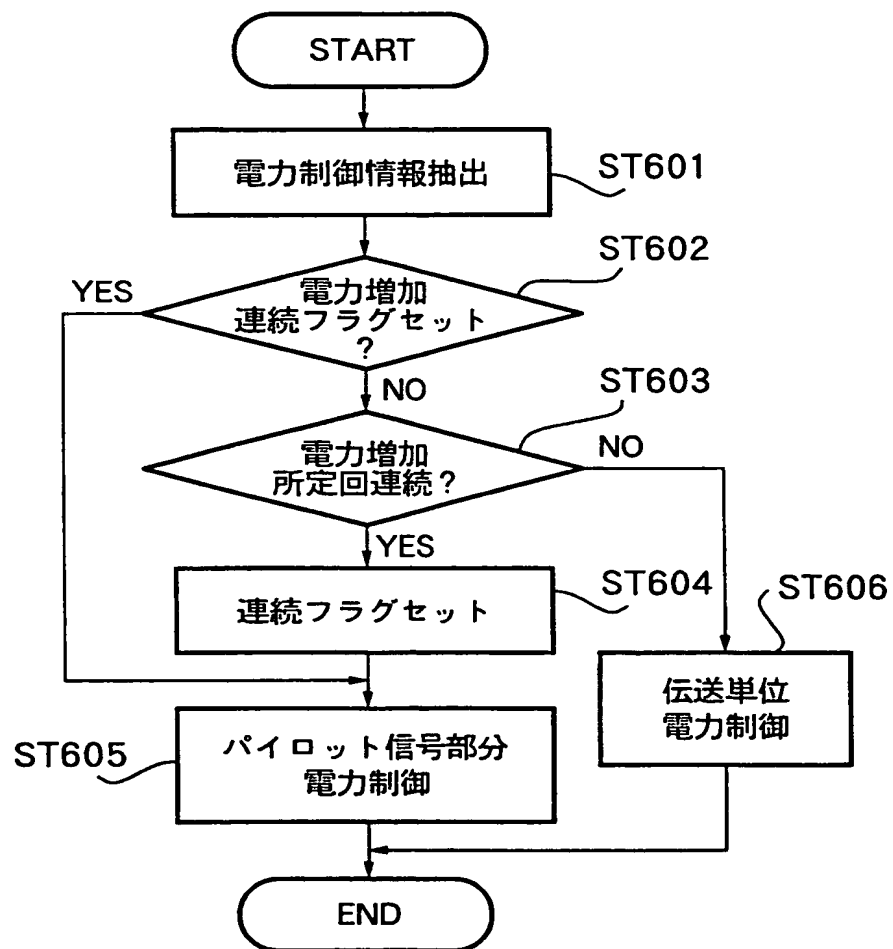 START
電力制御情報抽出
ST601
ST602
YES
電力増加
連続フラグセット
?
NO
ST603
電力増加
所定回連続?
NO
YES
ST604
連続フラグセット
ST606
伝送単位
電力制御
ST605
パイロット信号部分
電力制御
END